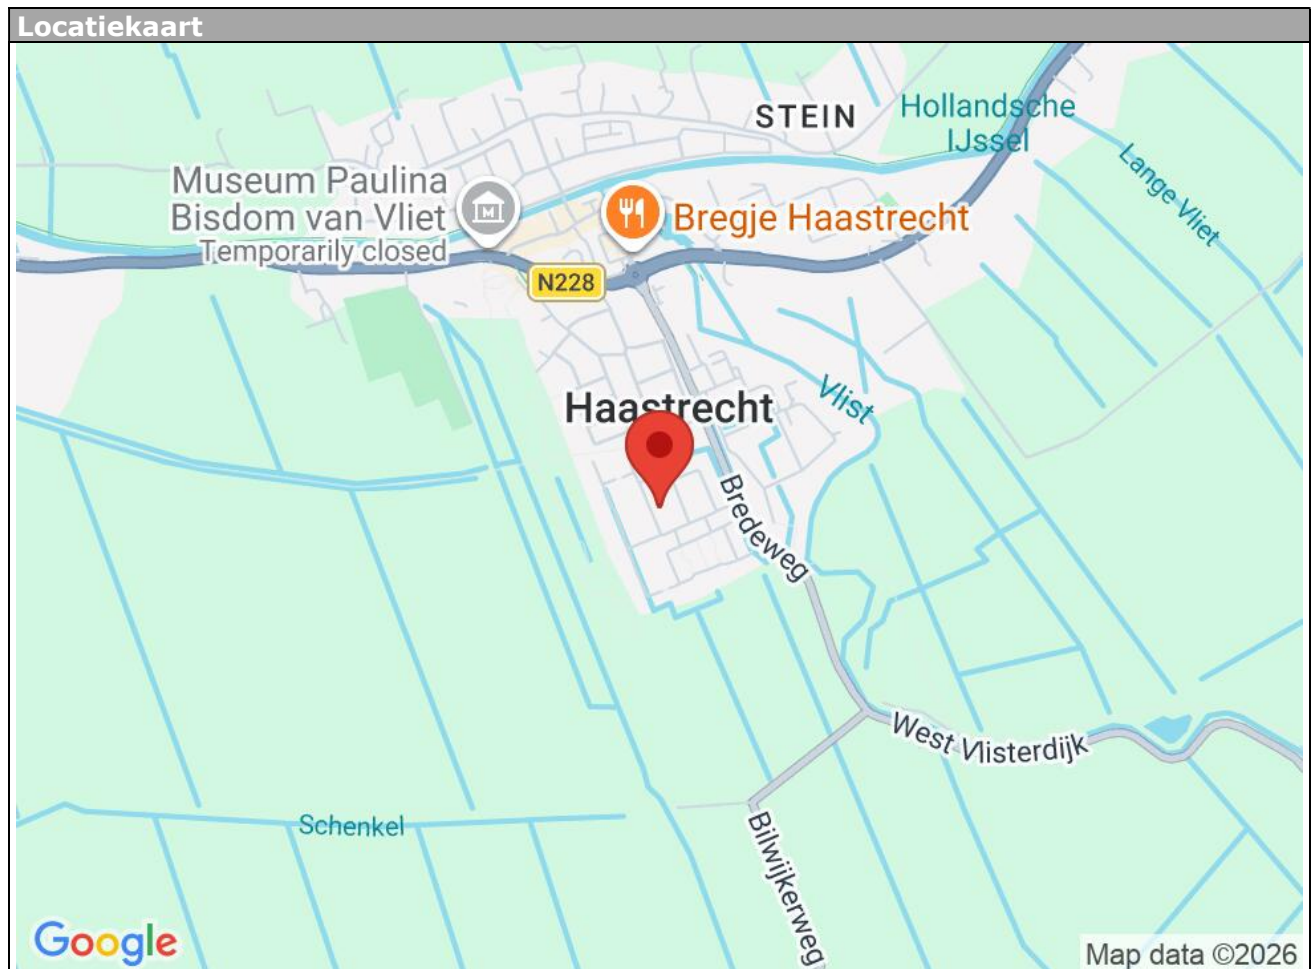 Locatiekaart
STEIN
Hollandsche
IJssel
Lange Vliet
Museum Paulina
Bisdom van Vliet
Temporarily closed
Bregje Haastrecht
N228
Vlist
Haastrecht
Bredeweg
West Vlisterdijk
Schenkel
Bilwijkerweg
Google
Map data ©2026